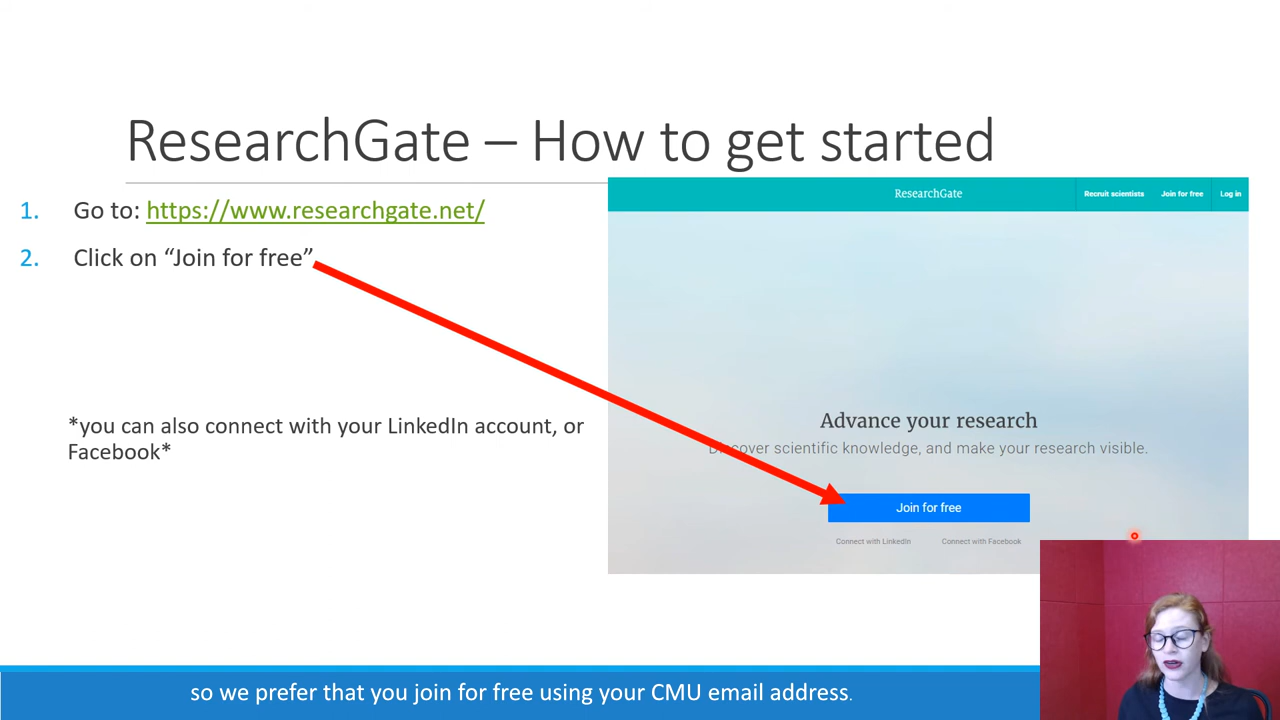 ResearchGate – How to get started
1. Go to: https://www.researchgate.net/
2. Click on “Join for free”
*you can also connect with your LinkedIn account, or
Facebook*
ResearchGate
Recruit scientists
Join for free
Log in
Advance your research
Discover scientific knowledge, and make your research visible.
Join for free
Connect with LinkedIn
Connect with Facebook
so we prefer that you join for free using your CMU email address.